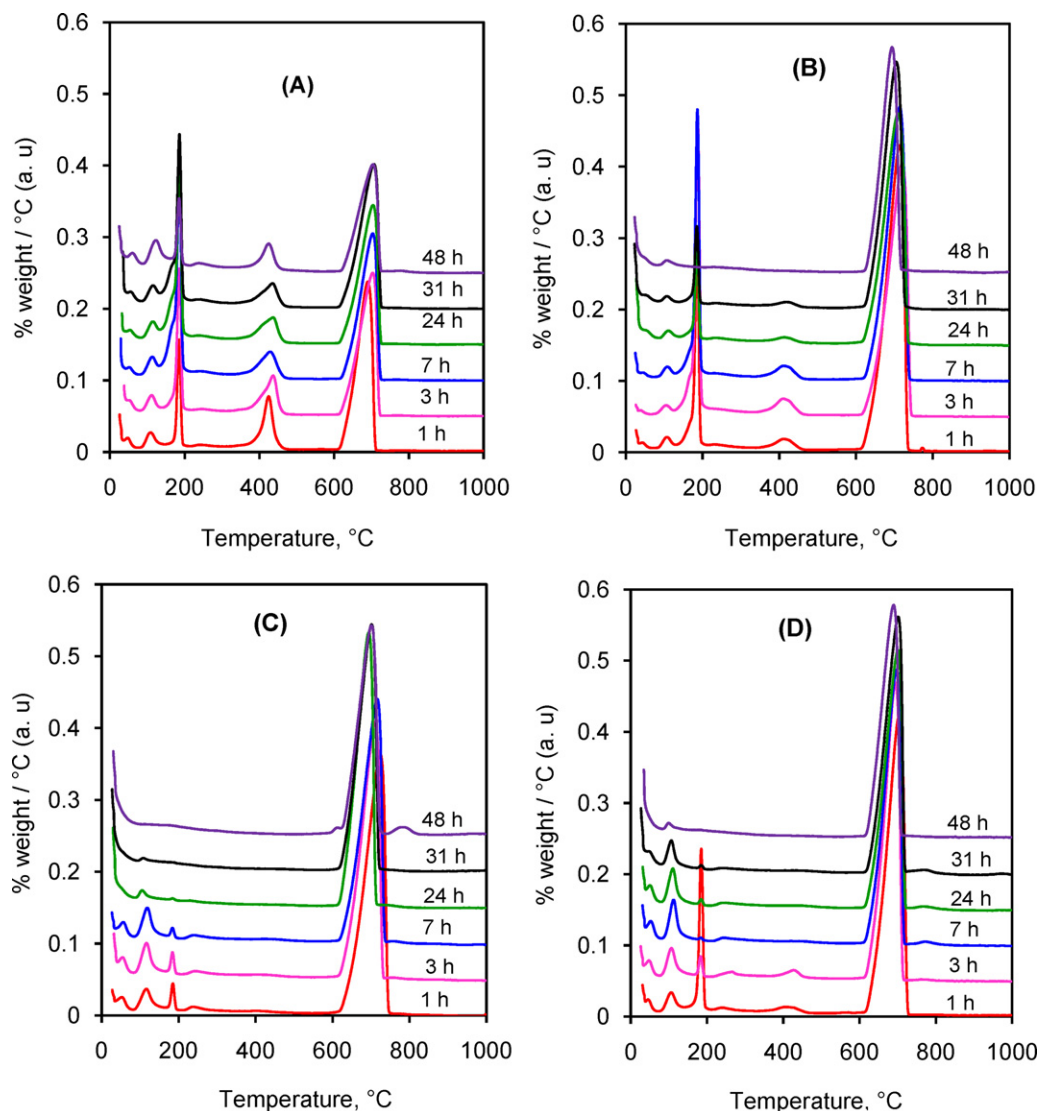 (A)
% weight / °C (a. u)
0.6
0.5
0.4
0.3
0.2
0.1
0
48 h
31 h
24 h
7 h
3 h
1 h
0 200 400 600 800 1000
Temperature, °C
(B)
% weight / °C (a. u)
0.6
0.5
0.4
0.3
0.2
0.1
0
48 h
31 h
24 h
7 h
3 h
1 h
0 200 400 600 800 1000
Temperature, °C
(C)
% weight / °C (a. u)
0.6
0.5
0.4
0.3
0.2
0.1
0
48 h
31 h
24 h
7 h
3 h
1 h
0 200 400 600 800 1000
Temperature, °C
(D)
% weight / °C (a. u)
0.6
0.5
0.4
0.3
0.2
0.1
0
48 h
31 h
24 h
7 h
3 h
1 h
0 200 400 600 800 1000
Temperature, °C